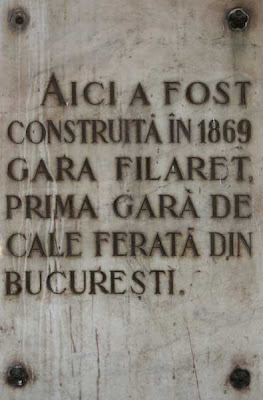 AICI A FOST
CONSTRUITĂ ÎN 1869
GARA FILARET,
PRIMA GARĂ DE
CALE FERATĂ DIN
BUCUREȘTI.